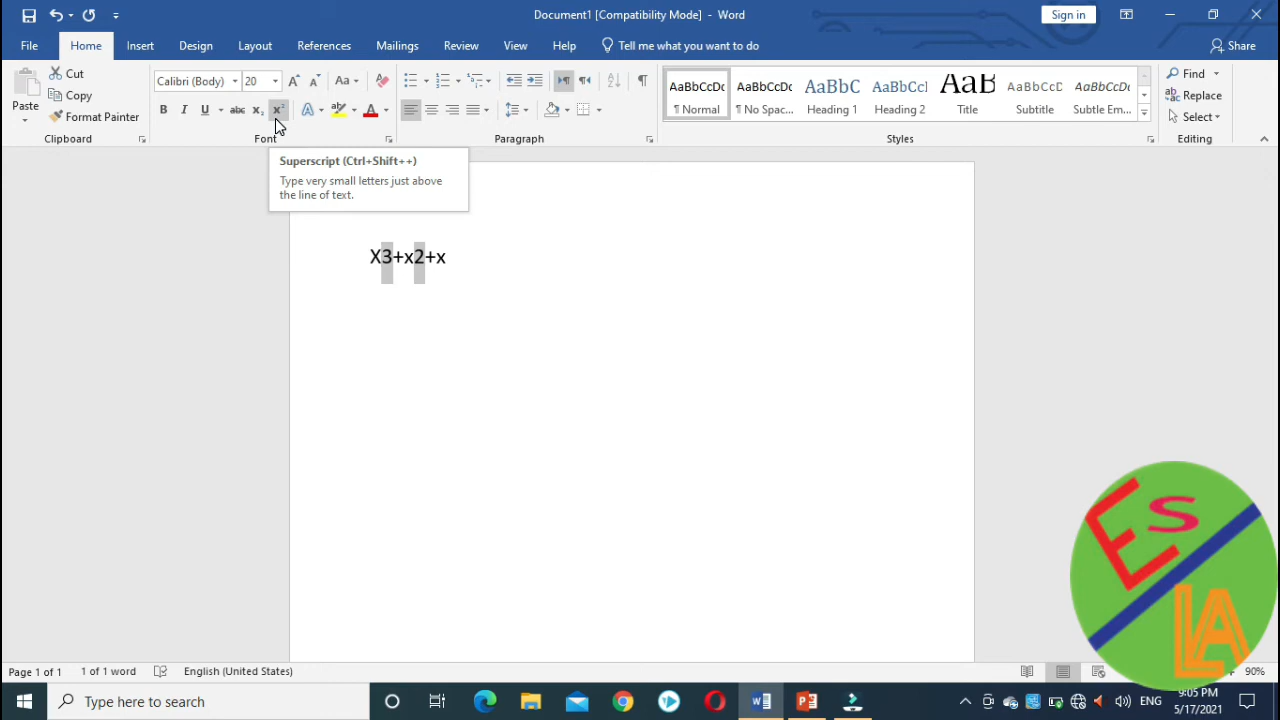 Document1 [Compatibility Mode] - Word
Sign in
File Home Insert Design Layout References Mailings Review View Help Tell me what you want to do Share
Paste
Cut
Copy
Format Painter
Clipboard
Calibri (Body) 20
Font
Paragraph
AaBbCcDc AaBbCcDc AaBbC AaBbCcI AaB AaBbCcD AaBbCcDc
¶ Normal ¶ No Spac... Heading 1 Heading 2 Title Subtitle Subtle Em...
Styles
Find
Replace
Select
Editing
Superscript (Ctrl+Shift++)
Type very small letters just above
the line of text.
X3+x2+x
Es
LA
Page 1 of 1 1 of 1 word English (United States) 90%
Type here to search
ENG
9:05 PM
5/17/2021